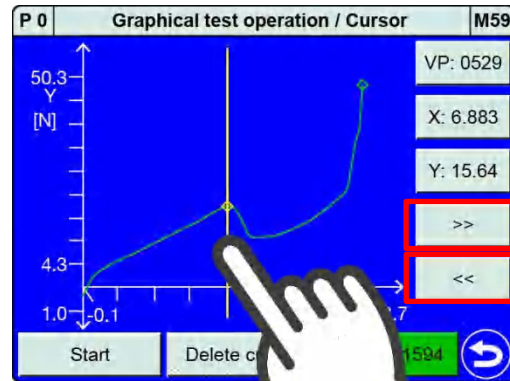 P 0 Graphical test operation / Cursor M59
50.3
Y
[N]
4.3
1.0
-0.1
VP: 0529
X: 6.883
Y: 15.64
>>
<<
Start
Delete
1594